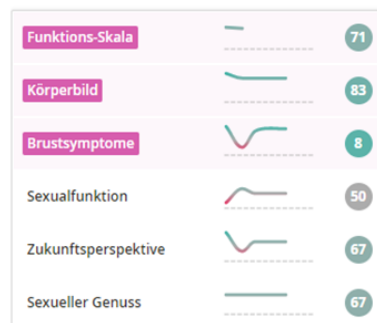 Funktions-Skala 71
Körperbild 83
Brustsymptome 8
Sexualfunktion 50
Zukunftsperspektive 67
Sexueller Genuss 67